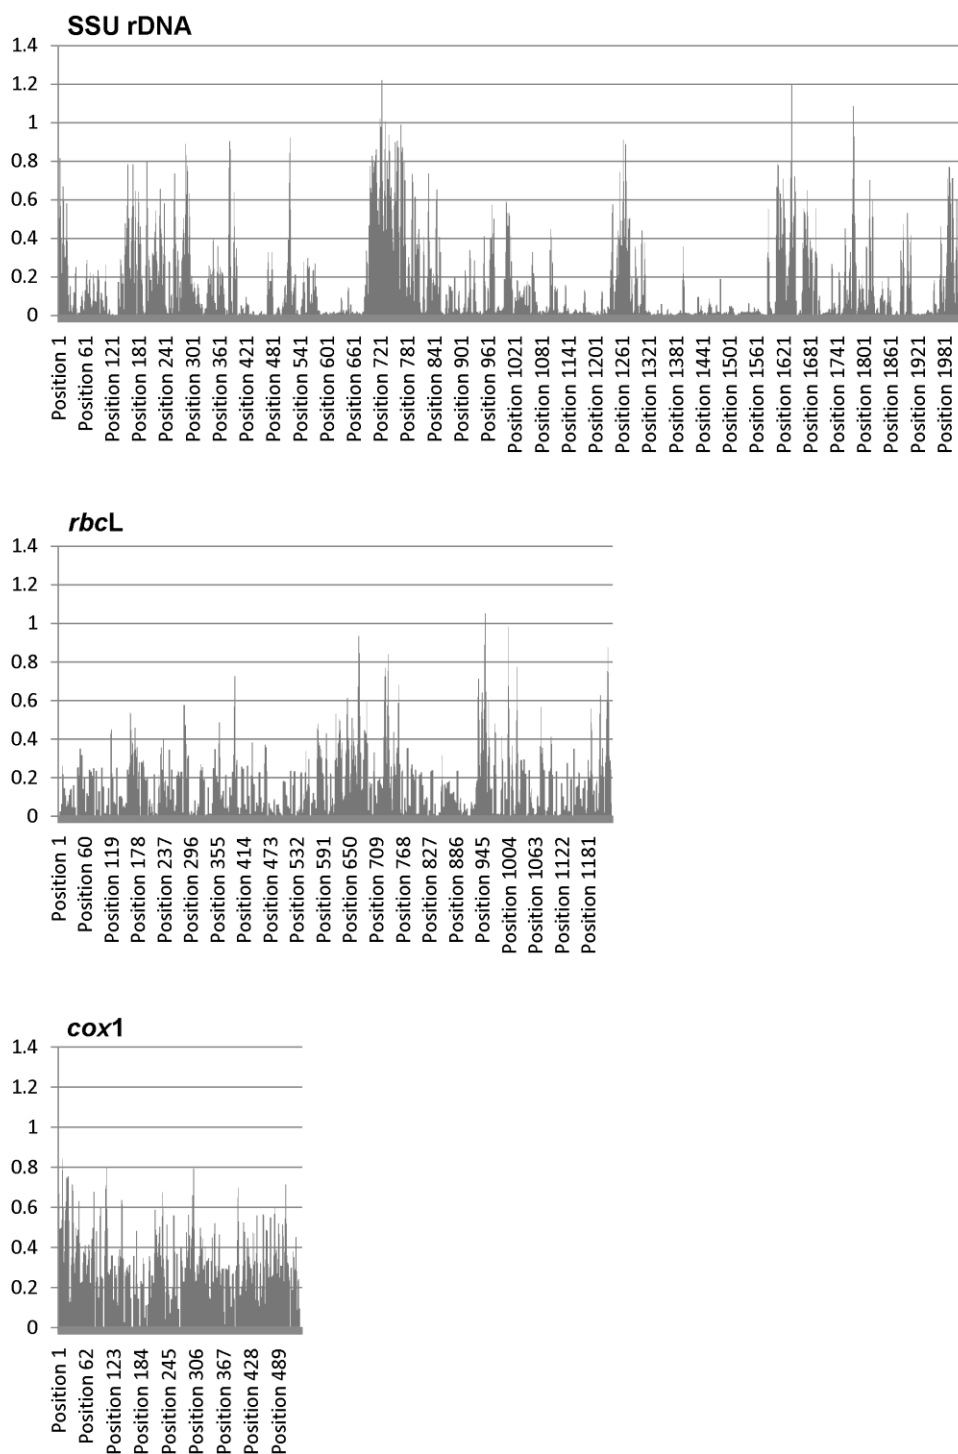 SSU rDNA
1.4
1.2
1
0.8
0.6
0.4
0.2
0
Position 1
Position 61
Position 121
Position 181
Position 241
Position 301
Position 361
Position 421
Position 481
Position 541
Position 601
Position 661
Position 721
Position 781
Position 841
Position 901
Position 961
Position 1021
Position 1081
Position 1141
Position 1201
Position 1261
Position 1321
Position 1381
Position 1441
Position 1501
Position 1561
Position 1621
Position 1681
Position 1741
Position 1801
Position 1861
Position 1921
Position 19981
rbcL
1.4
1.2
1
0.8
0.6
0.4
0.2
0
Position 1
Position 60
Position 119
Position 178
Position 237
Position 296
Position 355
Position 414
Position 473
Position 532
Position 591
Position 650
Position 709
Position 768
Position 827
Position 886
Position 945
Position 1004
Position 1063
Position 1122
Position 1181
cox1
1.4
1.2
1
0.8
0.6
0.4
0.2
0
Position 1
Position 62
Position 123
Position 184
Position 245
Position 306
Position 367
Position 428
Position 489